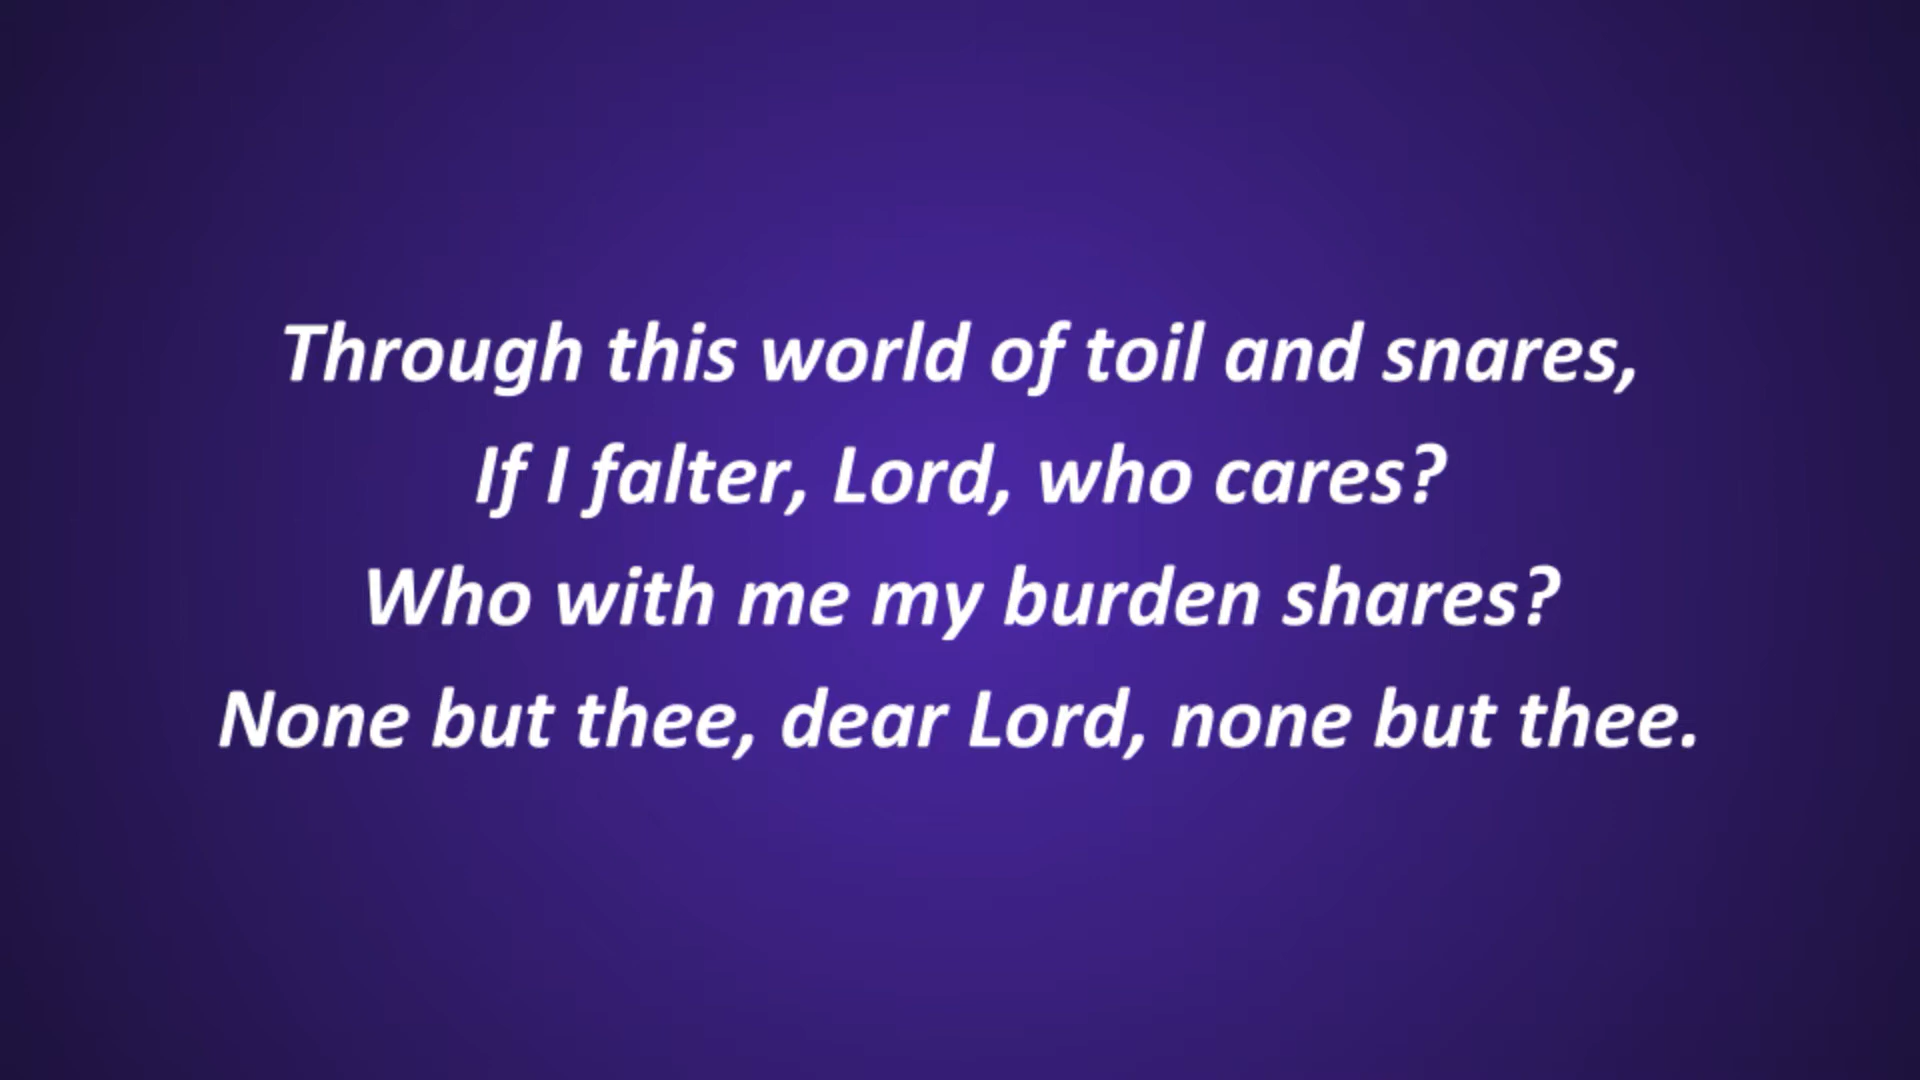 Through this world of toil and snares,
If I falter, Lord, who cares?
Who with me my burden shares?
None but thee, dear Lord, none but thee.